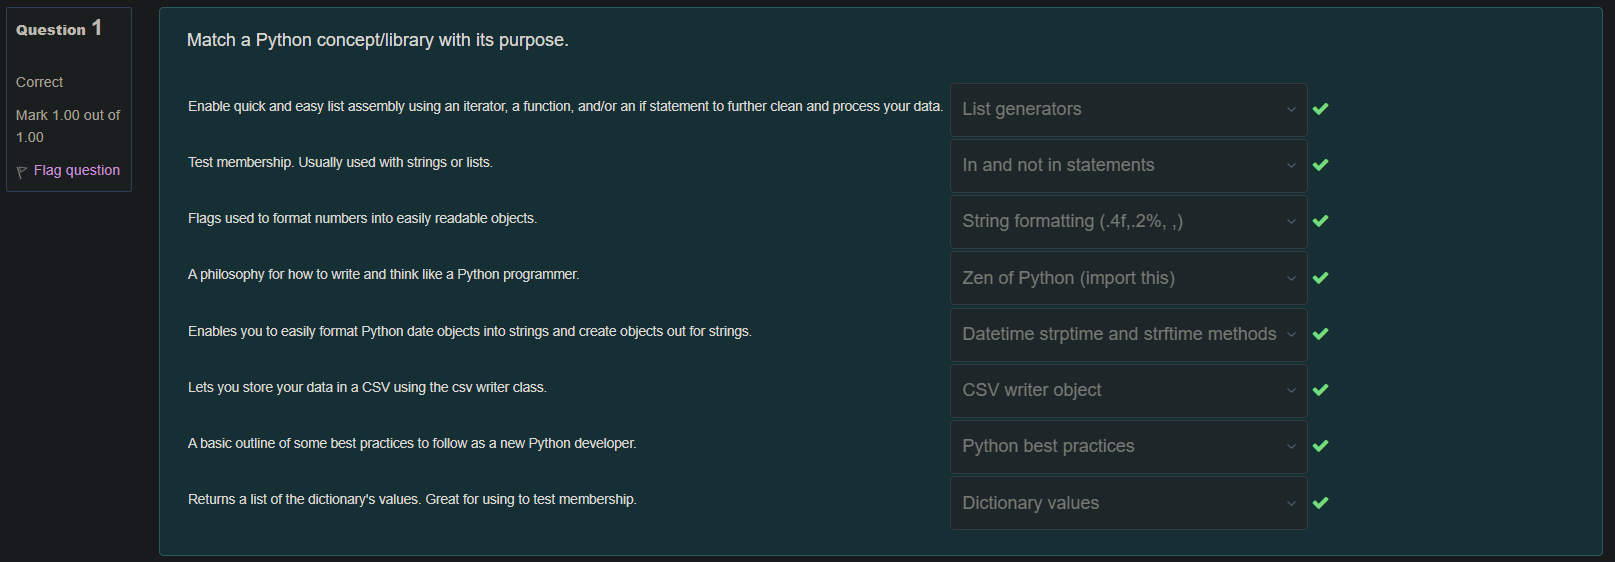 Question 1
Correct
Mark 1.00 out of
1.00
Flag question
Match a Python concept/library with its purpose.
Enable quick and easy list assembly using an iterator, a function, and/or an if statement to further clean and process your data. List generators
Test membership. Usually used with strings or lists. In and not in statements
Flags used to format numbers into easily readable objects. String formatting (.4f,.2%, ,)
A philosophy for how to write and think like a Python programmer. Zen of Python (import this)
Enables you to easily format Python date objects into strings and create objects out for strings. Datetime strptime and strftime methods
Lets you store your data in a CSV using the csv writer class. CSV writer object
A basic outline of some best practices to follow as a new Python developer. Python best practices
Returns a list of the dictionary's values. Great for using to test membership. Dictionary values